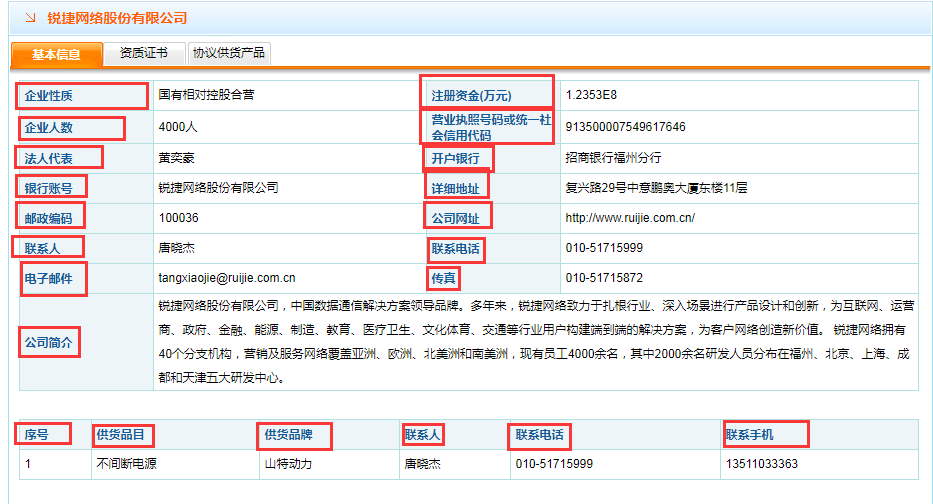 锐捷网络股份有限公司
基本信息 资质证书 协议供货产品
企业性质 国有相对控股合营 注册资金(万元) 1.2353E8
企业人数 4000人 营业执照号码或统一社会信用代码 913500007549617646
法人代表 黄奕豪 开户银行 招商银行福州分行
银行账号 锐捷网络股份有限公司 详细地址 复兴路29号中意鹏奥大厦东楼11层
邮政编码 100036 公司网址 http://www.ruijie.com.cn/
联系人 唐晓杰 联系电话 010-51715999
电子邮件 tangxiaojie@ruijie.com.cn 传真 010-51715872
公司简介
锐捷网络股份有限公司，中国数据通信解决方案领导品牌。多年来，锐捷网络致力于扎根行业、深入场景进行产品设计和创新，为互联网、运营
商、政府、金融、能源、制造、教育、医疗卫生、文化体育、交通等行业用户构建端到端的解决方案，为客户网络创造新价值。 锐捷网络拥有
40个分支机构，营销及服务网络覆盖亚洲、欧洲、北美洲和南美洲，现有员工4000余名，其中2000余名研发人员分布在福州、北京、上海、成
都和天津五大研发中心。
序号 供货品目 供货品牌 联系人 联系电话 联系手机
1 不间断电源 山特动力 唐晓杰 010-51715999 13511033363